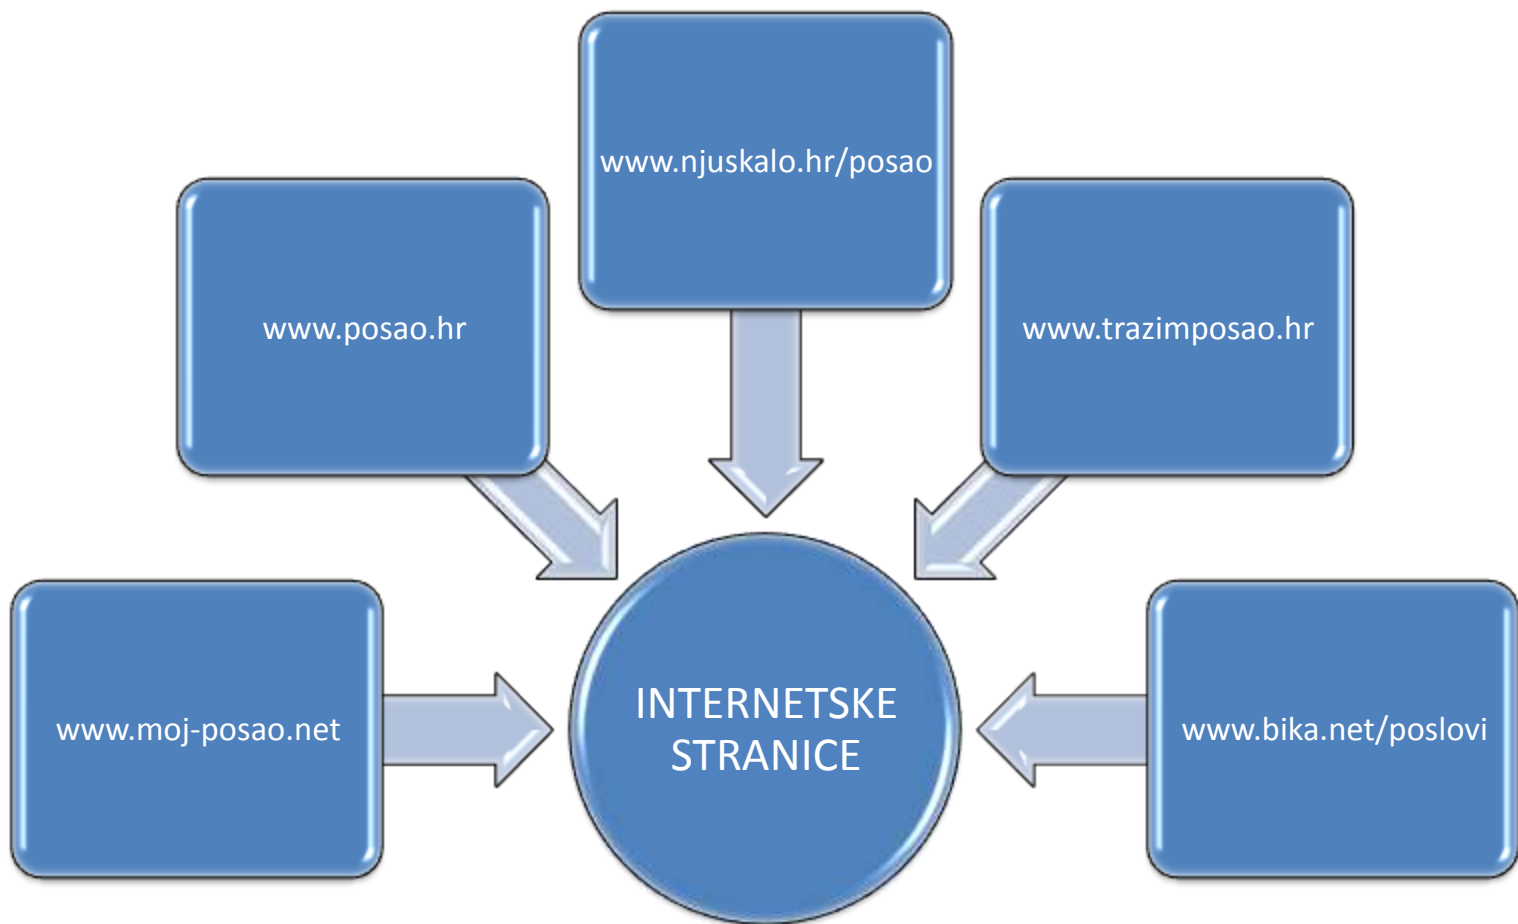 www.njuskalo.hr/posao
www.posao.hr
www.trazimposao.hr
www.moj-posao.net
INTERNETSKE
STRANICE
www.bika.net/poslovi